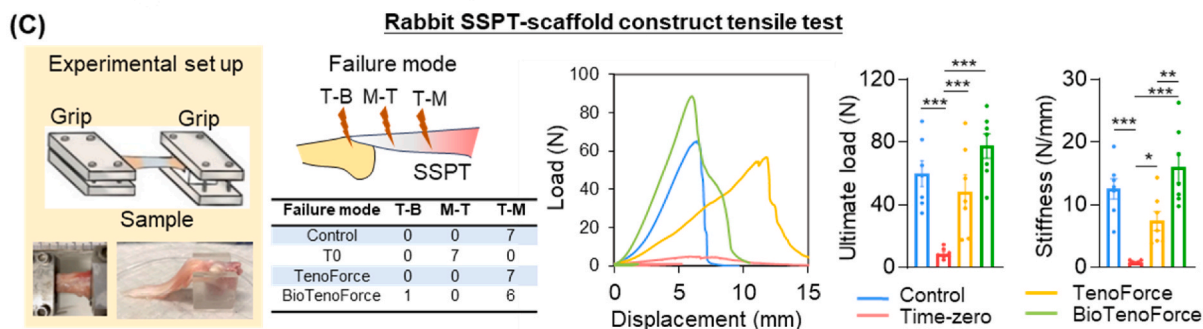 (C)
Rabbit SSPT-scaffold construct tensile test
Experimental set up
Grip
Grip
Sample
Failure mode
T-B M-T T-M
SSPT
Failure mode T-B M-T T-M
Control 0 0 7
T0 0 7 0
TenoForce 0 0 7
BioTenoForce 1 0 6
Load (N)
100
80
60
40
20
0
0 5 10 15
Displacement (mm)
Ultimate load (N)
120
80
40
0
***
***
***
Stiffness (N/mm)
30
20
10
0
**
***
***
*
Control
Time-zero
TenoForce
BioTenoForce